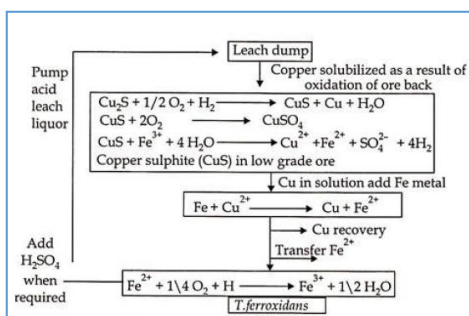 Leach dump
Pump
acid
leach
liquor
Copper solubilized as a result of
oxidation of ore back
Cu₂S + 1/2 O₂ + H₂ ⟶ CuS + Cu + H₂O
CuS + 2O₂ ⟶ CuSO₄
CuS + Fe³⁺ + 4 H₂O ⟶ Cu²⁺ +Fe²⁺ + SO₄²⁻ + 4H₂
Copper sulphite (CuS) in low grade ore
Cu in solution add Fe metal
Fe + Cu²⁺ ⟶ Cu + Fe²⁺
Cu recovery
Transfer Fe²⁺
Add
H₂SO₄
when
required
Fe²⁺ + 1\4 O₂ + H ⟶ Fe³⁺ + 1\2 H₂O
T.ferroxidans